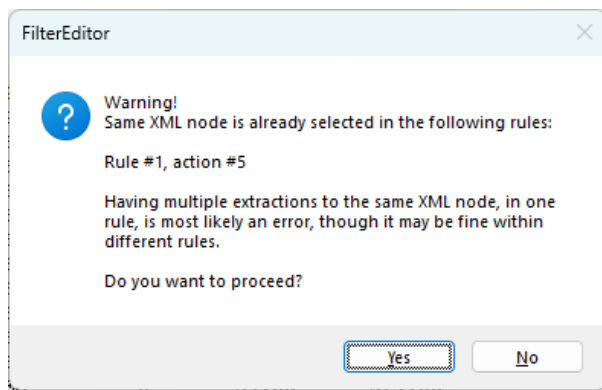 FilterEditor
?
Warning!
Same XML node is already selected in the following rules:
Rule #1, action #5
Having multiple extractions to the same XML node, in one
rule, is most likely an error, though it may be fine within
different rules.
Do you want to proceed?
Yes
No